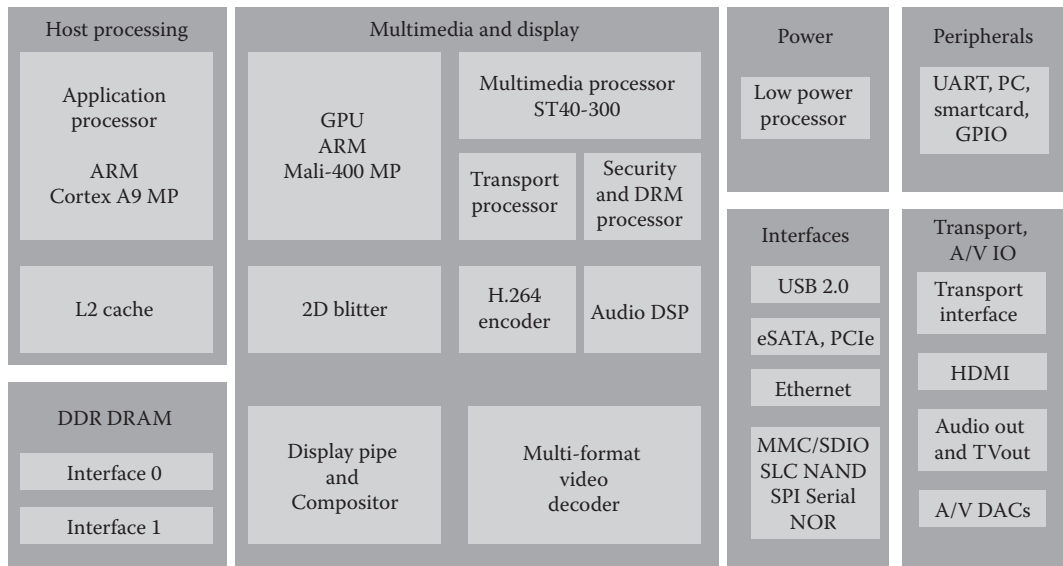 Host processing
Application
processor
ARM
Cortex A9 MP
L2 cache
DDR DRAM
Interface 0
Interface 1
Multimedia and display
GPU
ARM
Mali-400 MP
Multimedia processor
ST40-300
Transport
processor
Security
and DRM
processor
2D blitter
H.264
encoder
Audio DSP
Display pipe
and
Compositor
Multi-format
video
decoder
Power
Low power
processor
Interfaces
USB 2.0
eSATA, PCIe
Ethernet
MMC/SDIO
SLC NAND
SPI Serial
NOR
Peripherals
UART, PC,
smartcard,
GPIO
Transport,
A/V IO
Transport
interface
HDMI
Audio out
and TVout
A/V DACs